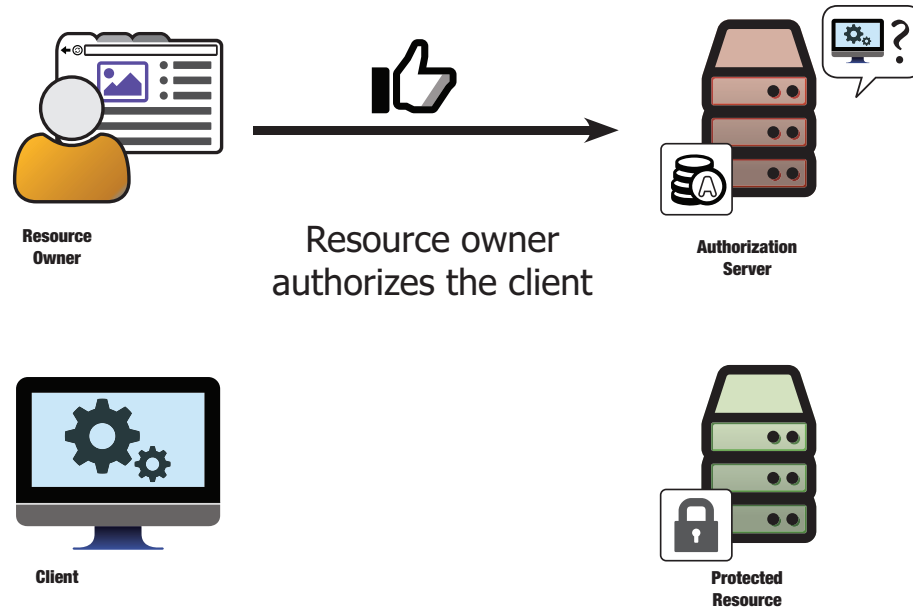 Resource
Owner
Resource owner
authorizes the client
?
A
Authorization
Server
Client
Protected
Resource